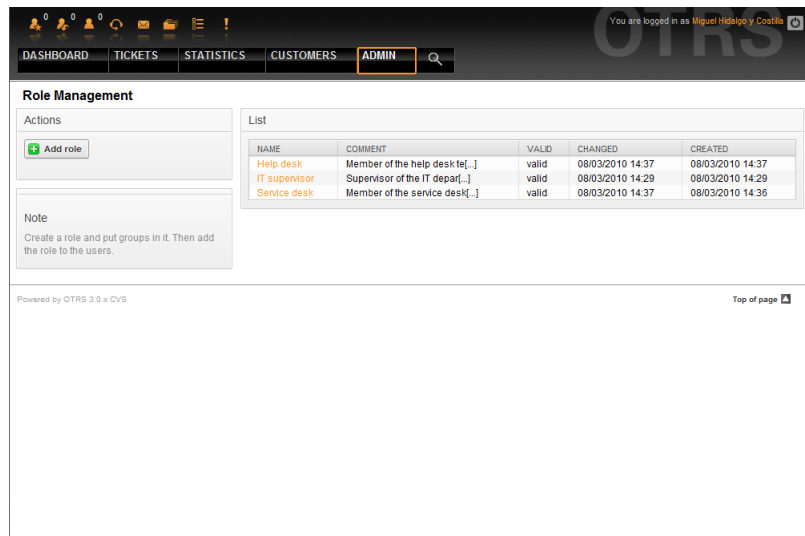 0 0 0
OTRS
You are logged in as Miguel Hidalgo y Costilla
DASHBOARD TICKETS STATISTICS CUSTOMERS ADMIN
Role Management
Actions
Add role
Note
Create a role and put groups in it. Then add
the role to the users.
List
NAME COMMENT VALID CHANGED CREATED
Help desk Member of the help desk te[...] valid 08/03/2010 14:37 08/03/2010 14:37
IT supervisor Supervisor of the IT depar[...] valid 08/03/2010 14:29 08/03/2010 14:29
Service desk Member of the service desk[...] valid 08/03/2010 14:37 08/03/2010 14:36
Powered by OTRS 3.0.x CVS
Top of page